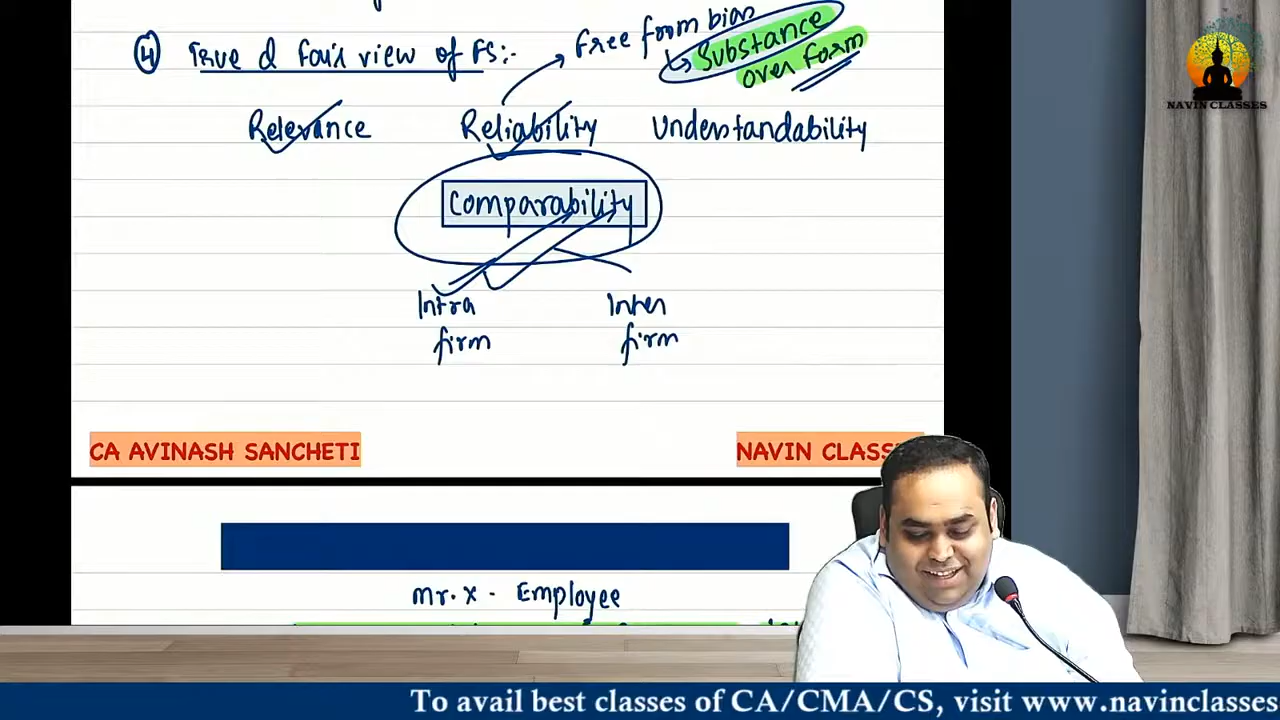 ④ True & fair view of FS:-
Free from bias
Substance
over form
NAVIN CLASSES
Relevance Reliability Understandability
Comparability
Intra Inter
firm firm
CA AVINASH SANCHETI NAVIN CLASS
Mr. X - Employee
To avail best classes of CA/CMA/CS, visit www.navinclasses